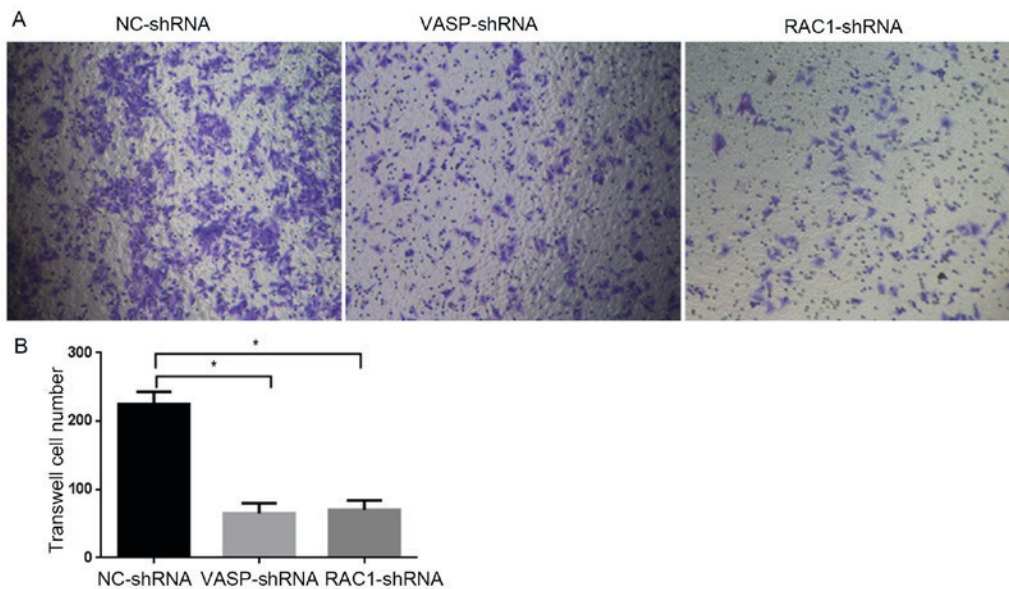 A
NC-shRNA VASP-shRNA RAC1-shRNA
B
300
200
100
0
Transwell cell number
*
*
NC-shRNA VASP-shRNA RAC1-shRNA